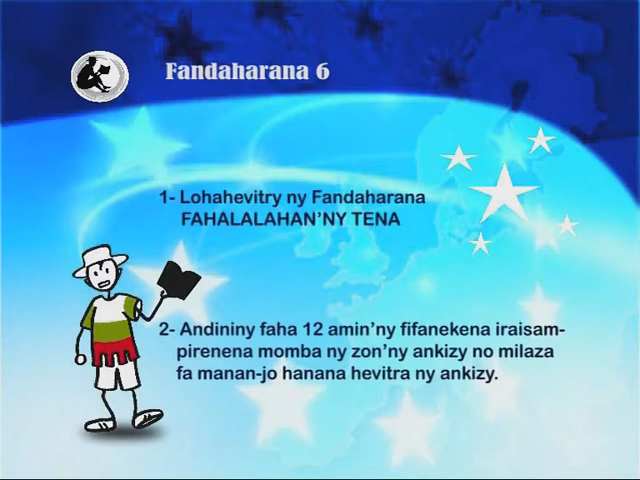 Fandaharana 6
1- Lohahevitry ny Fandaharana
FAHALALAHAN'NY TENA
2- Andininy faha 12 amin'ny fifanekena iraisam-
pirenena momba ny zon'ny ankizy no milaza
fa manan-jo hanana hevitra ny ankizy.